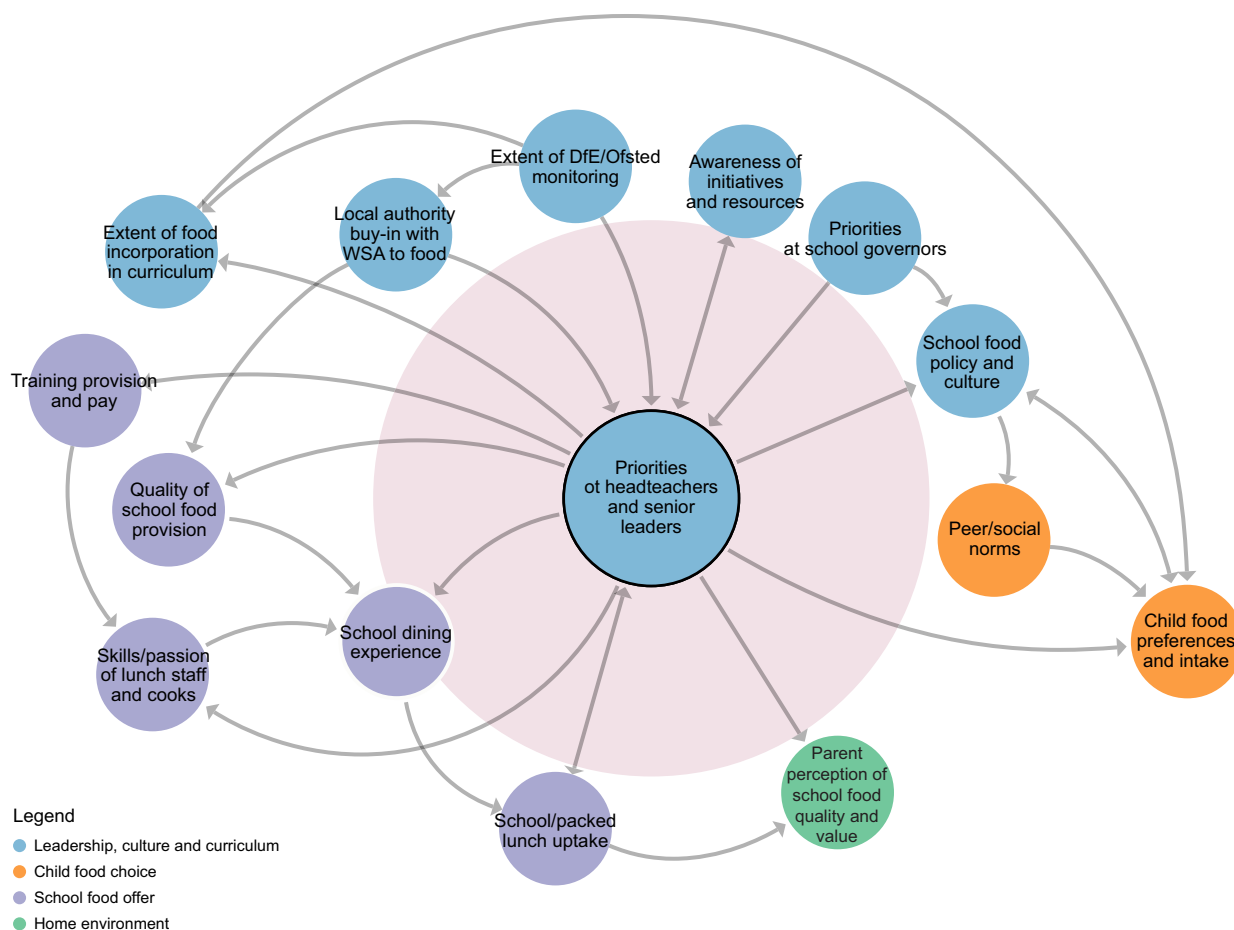 Extent of DfE/Ofsted
monitoring
Awareness of
initiatives
and resources
Local authority
buy-in with
WSA to food
Priorities
at school governors
Extent of food
incorporation
in curriculum
School food
policy and
culture
Training provision
and pay
Priorities
ot headteachers
and senior
leaders
Quality of
school food
provision
Peer/social
norms
School dining
experience
Child food
preferences
and intake
Skills/passion
of lunch staff
and cooks
Parent
perception of
school food
quality and
value
School/packed
lunch uptake
Legend
Leadership, culture and curriculum
Child food choice
School food offer
Home environment